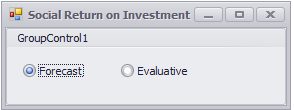 Social Return on Investment
GroupControl1
Forecast Evaluative